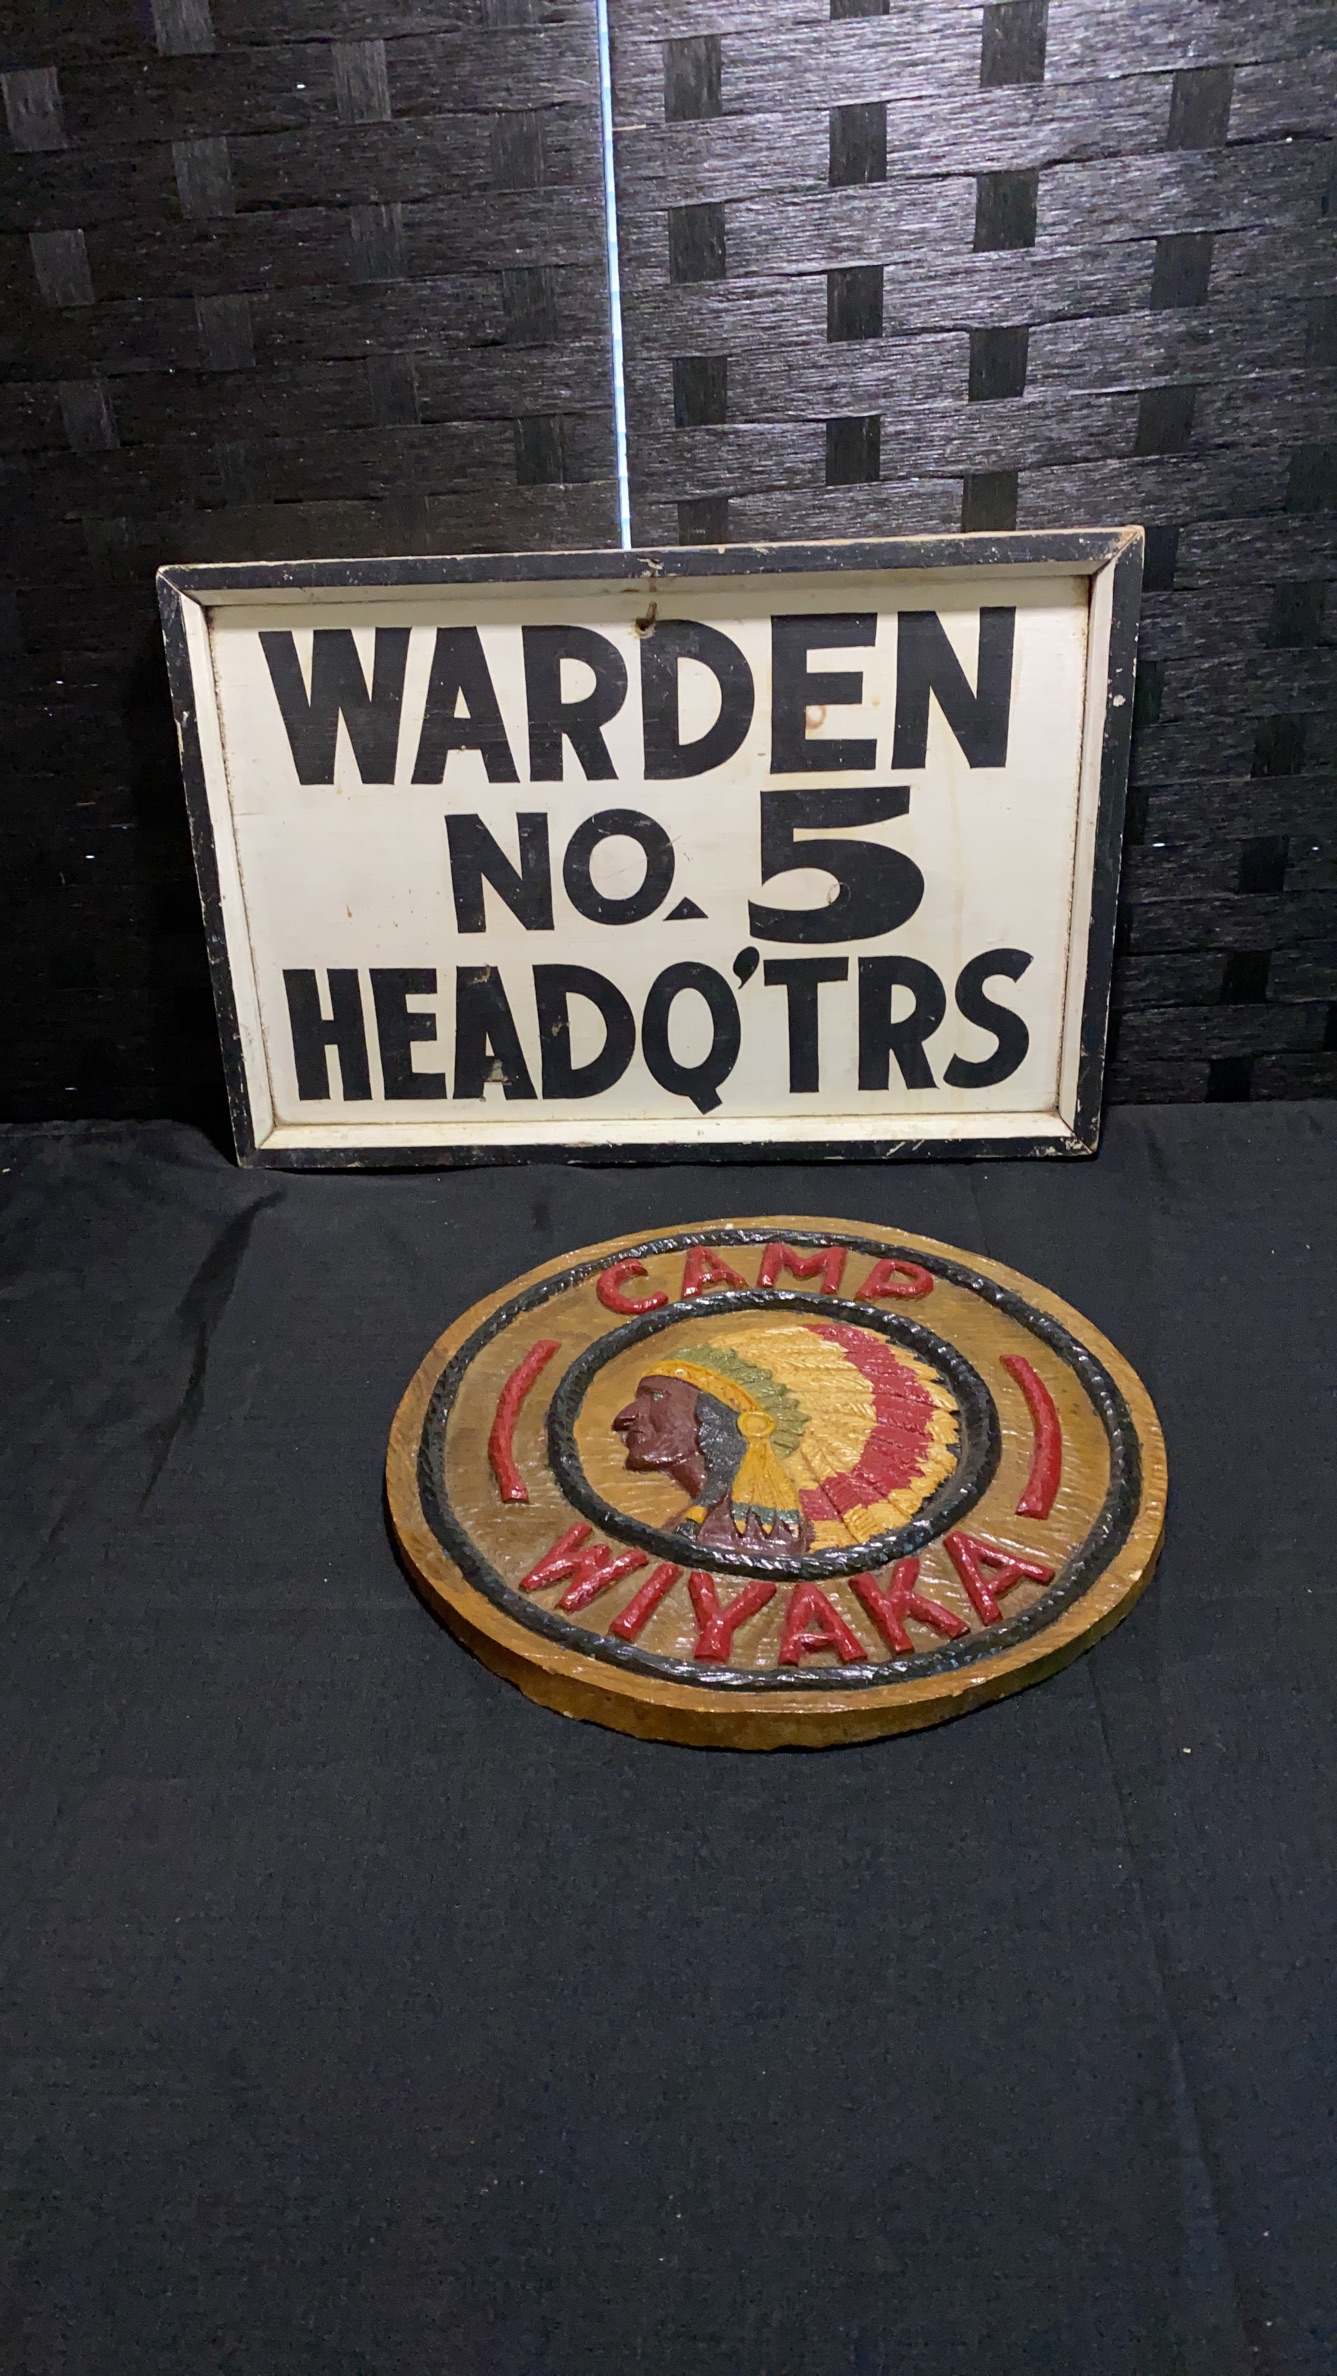 WARDEN
NO. 5
HEADQ'TRS
CAMP
WIYAKA